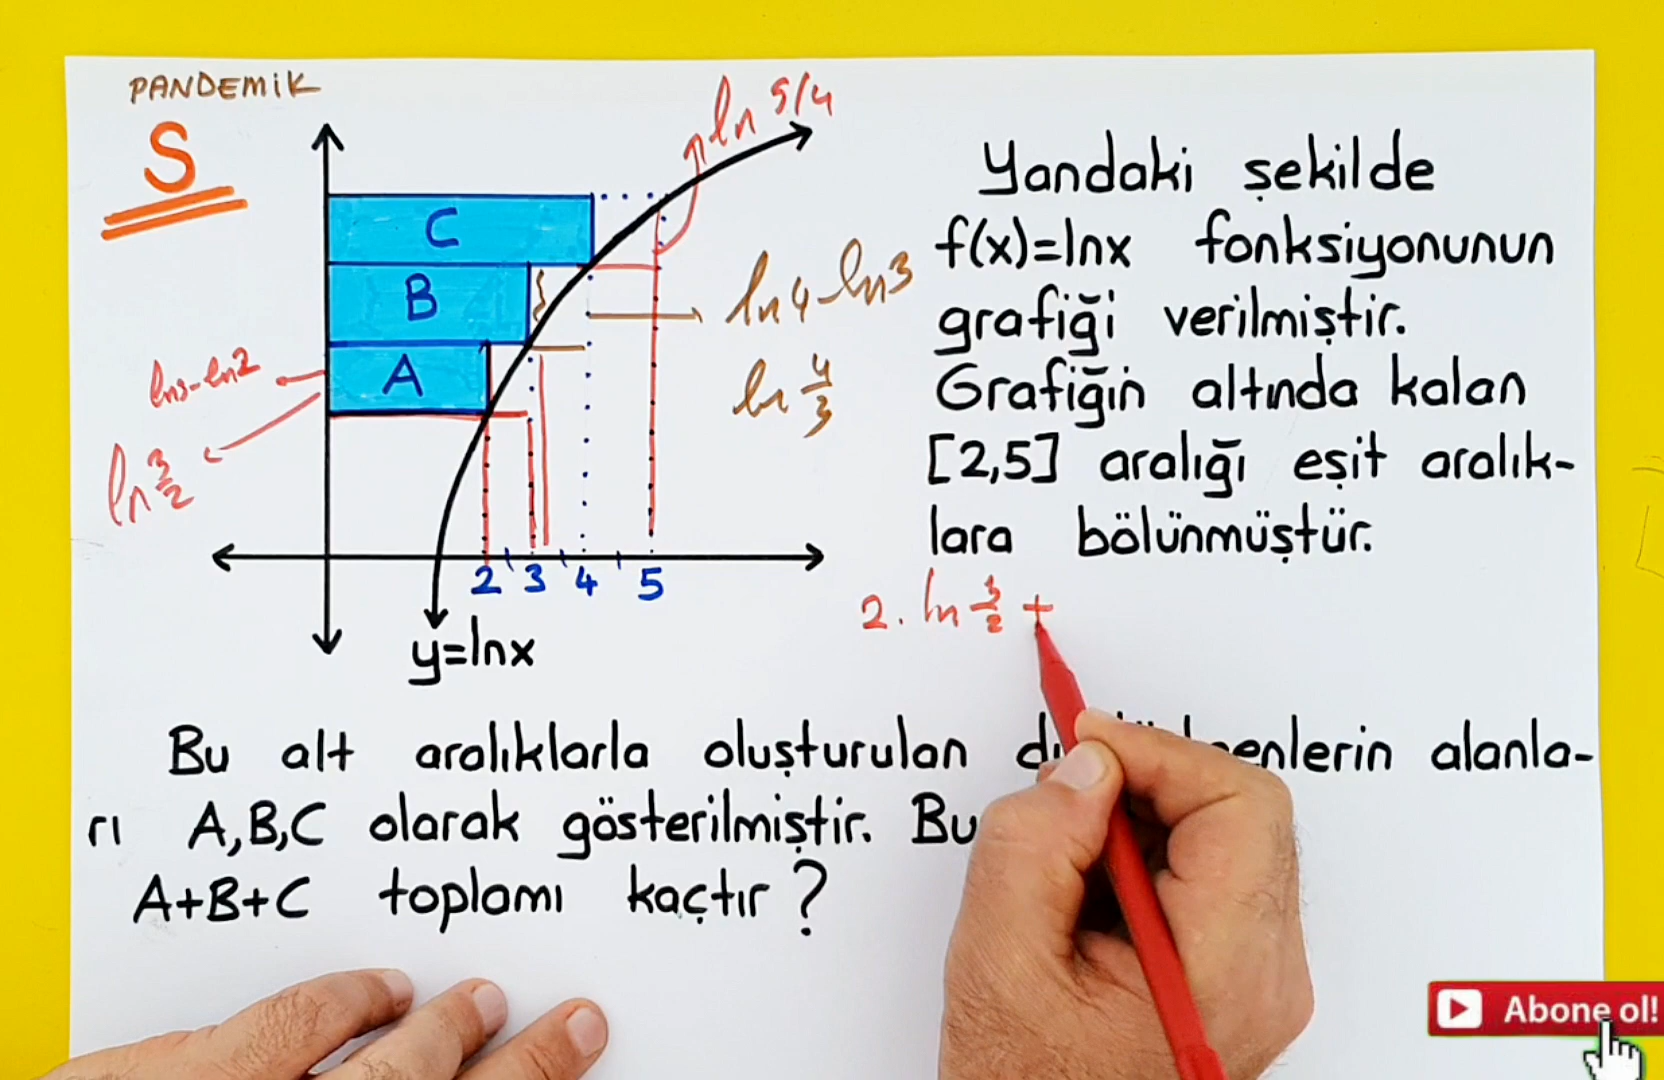 PANDEMİK
S
ln 5/4
C
B
A
ln4-ln3
ln 4/3
ln3-ln2
ln 3/2
2 3 4 5
y=lnx
Yandaki şekilde
f(x)=lnx fonksiyonunun
grafiği verilmiştir.
Grafiğin altında kalan
[2,5] aralığı eşit aralık-
lara bölünmüştür.
2. ln 3/2 +
Bu alt aralıklarla oluşturulan alanla-
rı A,B,C olarak gösterilmiştir. Bu
A+B+C toplamı kaçtır?
Abone ol!